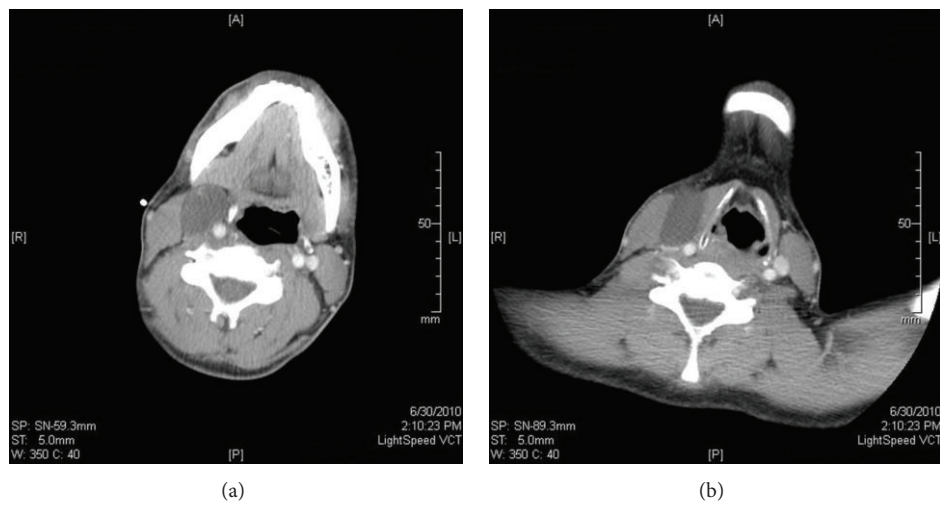 [A]
[R]
50
[L]
mm
6/30/2010
SP: SN-59.3mm
2:10:23 PM
ST: 5.0mm
LightSpeed VCT
W: 350 C: 40
[P]
(a)
[A]
[R]
50
[L]
mm
6/30/2010
SP: SN-89.3mm
2:10:23 PM
ST: 5.0mm
LightSpeed VCT
W: 350 C: 40
[P]
(b)